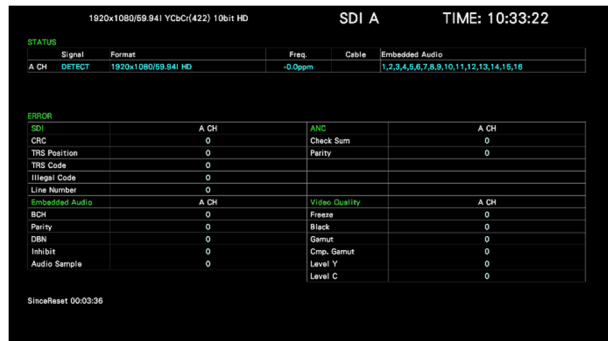 1920x1080/59.94I YCbCr(422) 10bit HD SDI A TIME: 10:33:22
STATUS
Signal Format Freq. Cable Embedded Audio
A CH DETECT 1920x1080/59.94I HD -0.0ppm 1,2,3,4,5,6,7,8,9,10,11,12,13,14,15,16
ERROR
SDI A CH ANC A CH
CRC 0 Check Sum 0
TRS Position 0 Parity 0
TRS Code 0
Illegal Code 0
Line Number 0
Embedded Audio A CH Video Quality A CH
BCH 0 Freeze 0
Parity 0 Black 0
DBN 0 Gamut 0
Inhibit 0 Cmp. Gamut 0
Audio Sample 0 Level Y 0
Level C 0
SinceReset 00:03:36